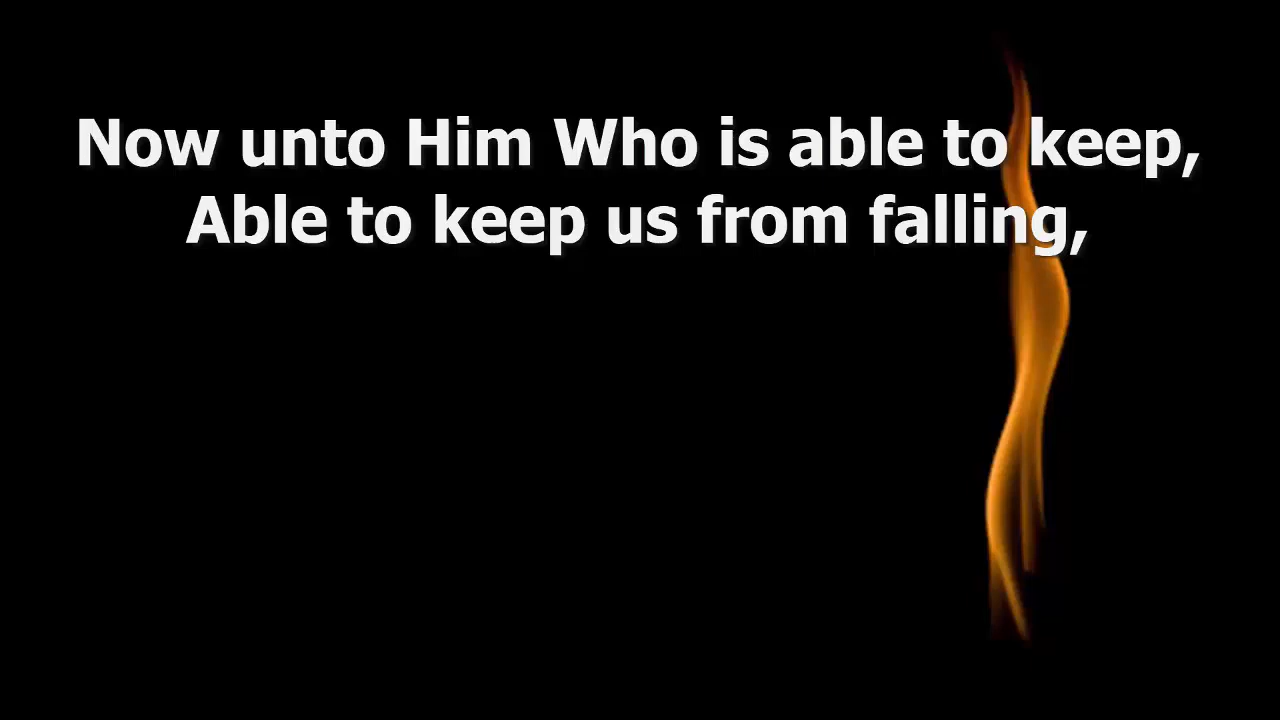 Now unto Him Who is able to keep,
Able to keep us from falling,